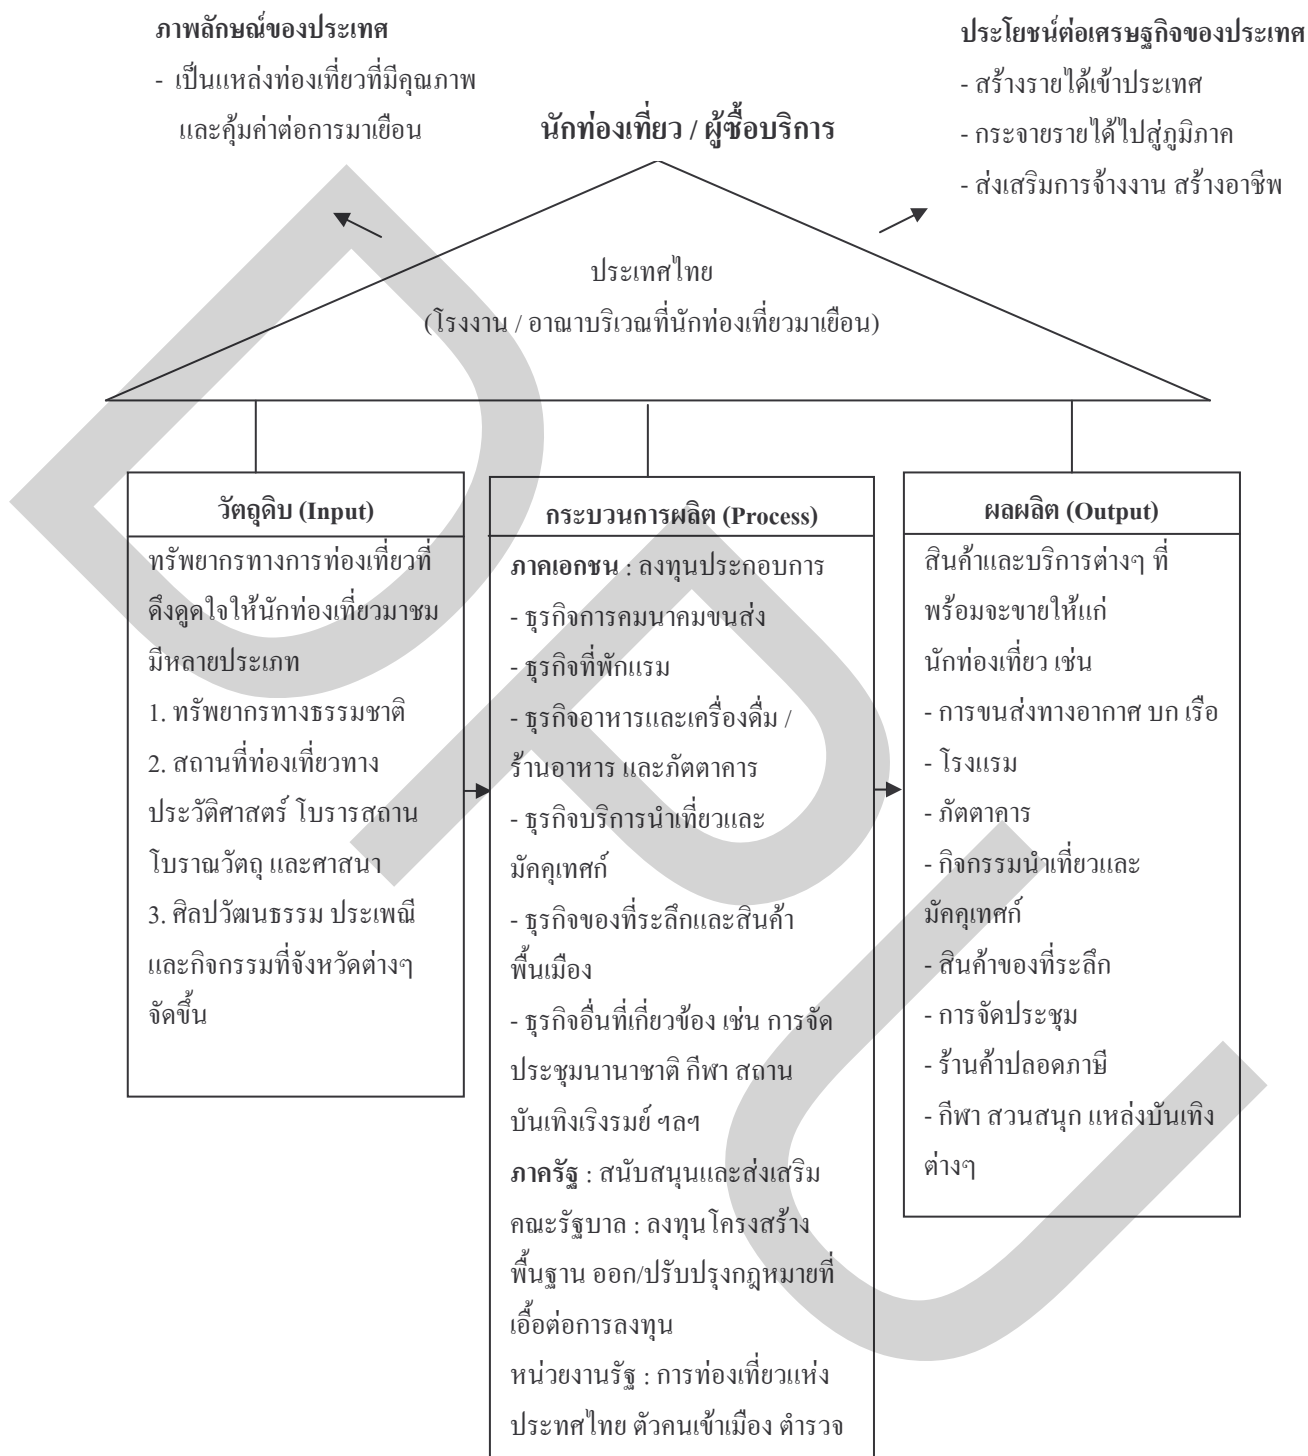 ภาพลักษณ์ของประเทศ
- เป็นแหล่งท่องเที่ยวที่มีคุณภาพ
และคุ้มค่าต่อการมาเยือน
ประโยชน์ต่อเศรษฐกิจของประเทศ
- สร้างรายได้เข้าประเทศ
- กระจายรายได้ไปสู่ภูมิภาค
- ส่งเสริมการจ้างงาน สร้างอาชีพ
นักท่องเที่ยว / ผู้ซื้อบริการ
ประเทศไทย
(โรงงาน / อาณาบริเวณที่นักท่องเที่ยวมาเยือน)
วัตถุดิบ (Input)
ทรัพยากรทางการท่องเที่ยวที่
ดึงดูดใจให้นักท่องเที่ยวมาชม
มีหลายประเภท
1. ทรัพยากรทางธรรมชาติ
2. สถานที่ท่องเที่ยวทาง
ประวัติศาสตร์ โบรารสถาน
โบราณวัตถุ และศาสนา
3. ศิลปวัฒนธรรม ประเพณี
และกิจกรรมที่จังหวัดต่างๆ
จัดขึ้น
กระบวนการผลิต (Process)
ภาคเอกชน : ลงทุนประกอบการ
- ธุรกิจการคมนาคมขนส่ง
- ธุรกิจที่พักแรม
- ธุรกิจอาหารและเครื่องดื่ม /
ร้านอาหาร และภัตตาคาร
- ธุรกิจบริการนำเที่ยวและ
มัคคุเทศก์
- ธุรกิจของที่ระลึกและสินค้า
พื้นเมือง
- ธุรกิจอื่นที่เกี่ยวข้อง เช่น การจัด
ประชุมนานาชาติ กีฬา สถาน
บันเทิงเริงรมย์ ฯลฯ
ภาครัฐ : สนับสนุนและส่งเสริม
คณะรัฐบาล : ลงทุนโครงสร้าง
พื้นฐาน ออก/ปรับปรุงกฎหมายที่
เอื้อต่อการลงทุน
หน่วยงานรัฐ : การท่องเที่ยวแห่ง
ประทศไทย ตัวคนเข้าเมือง ตำรวจ
ผลผลิต (Output)
สินค้าและบริการต่างๆ ที่
พร้อมจะขายให้แก่
นักท่องเที่ยว เช่น
- การขนส่งทางอากาศ บก เรือ
- โรงแรม
- ภัตตาคาร
- กิจกรรมนำเที่ยวและ
มัคคุเทศก์
- สินค้าของที่ระลึก
- การจัดประชุม
- ร้านค้าปลอดภาษี
- กีฬา สวนสนุก แหล่งบันเทิง
ต่างๆ
DPU